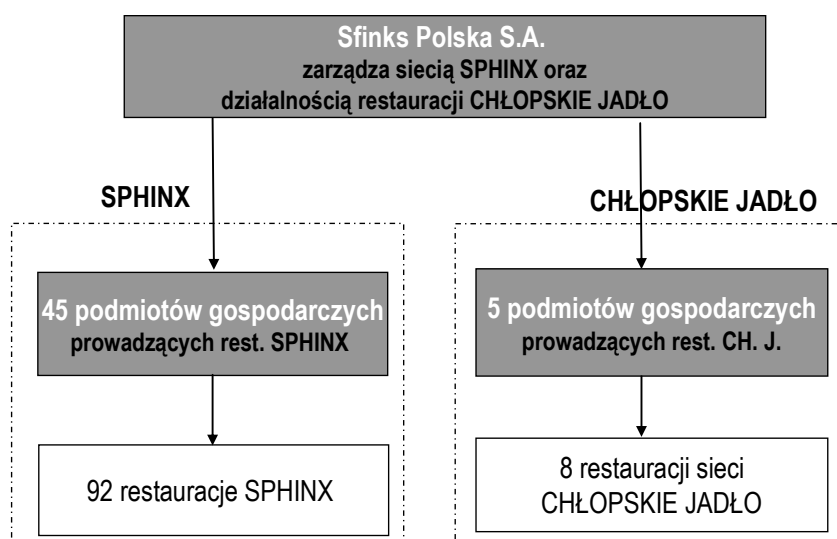 Sfinks Polska S.A.
zarządza siecią SPHINX oraz
działalnością restauracji CHŁOPSKIE JADŁO
SPHINX
45 podmiotów gospodarczych
prowadzących rest. SPHINX
92 restauracje SPHINX
CHŁOPSKIE JADŁO
5 podmiotów gospodarczych
prowadzących rest. CH. J.
8 restauracji sieci
CHŁOPSKIE JADŁO